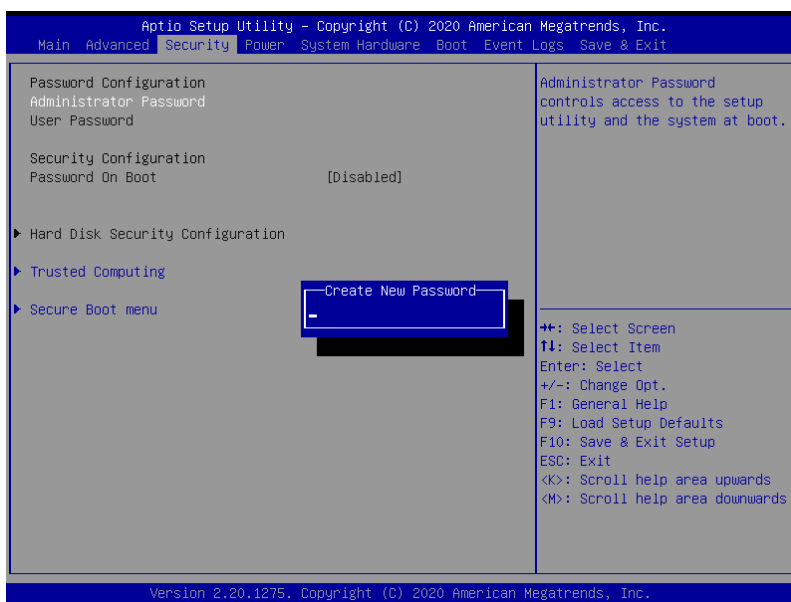 Aptio Setup Utility – Copyright (C) 2020 American Megatrends, Inc.
Main Advanced Security Power System Hardware Boot Event Logs Save & Exit
Password Configuration
Administrator Password
User Password
Security Configuration
Password On Boot [Disabled]
Hard Disk Security Configuration
Trusted Computing
Secure Boot menu
Create New Password
Administrator Password
controls access to the setup
utility and the system at boot.
→←: Select Screen
↑↓: Select Item
Enter: Select
+/-: Change Opt.
F1: General Help
F9: Load Setup Defaults
F10: Save & Exit Setup
ESC: Exit
<K>: Scroll help area upwards
<M>: Scroll help area downwards
Version 2.20.1275. Copyright (C) 2020 American Megatrends, Inc.